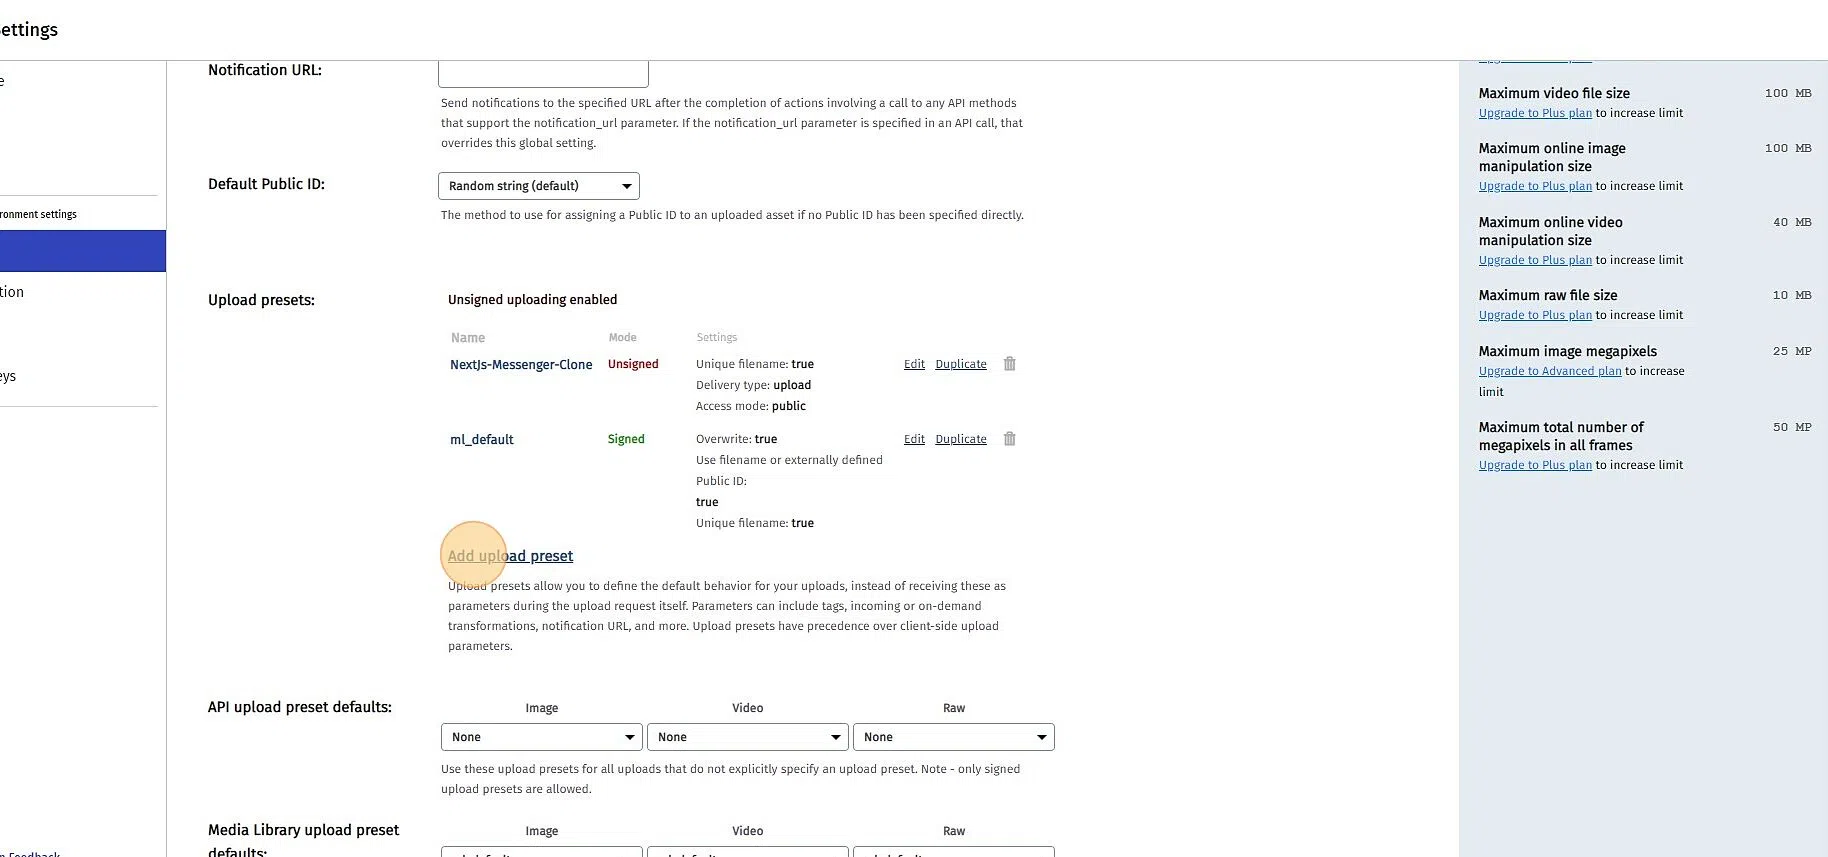 ettings
e
ronment settings
tion
eys
Notification URL:
Send notifications to the specified URL after the completion of actions involving a call to any API methods
that support the notification_url parameter. If the notification_url parameter is specified in an API call, that
overrides this global setting.
Default Public ID:
Random string (default)
The method to use for assigning a Public ID to an uploaded asset if no Public ID has been specified directly.
Upload presets:
Unsigned uploading enabled
Name Mode Settings
NextJs-Messenger-Clone Unsigned Unique filename: true Edit Duplicate
Delivery type: upload
Access mode: public
ml_default Signed Overwrite: true Edit Duplicate
Use filename or externally defined
Public ID:
true
Unique filename: true
Add upload preset
Upload presets allow you to define the default behavior for your uploads, instead of receiving these as
parameters during the upload request itself. Parameters can include tags, incoming or on-demand
transformations, notification URL, and more. Upload presets have precedence over client-side upload
parameters.
API upload preset defaults:
Image Video Raw
None None None
Use these upload presets for all uploads that do not explicitly specify an upload preset. Note - only signed
upload presets are allowed.
Media Library upload preset
defaults:
Image Video Raw
Maximum video file size 100 MB
Upgrade to Plus plan to increase limit
Maximum online image 100 MB
manipulation size
Upgrade to Plus plan to increase limit
Maximum online video 40 MB
manipulation size
Upgrade to Plus plan to increase limit
Maximum raw file size 10 MB
Upgrade to Plus plan to increase limit
Maximum image megapixels 25 MP
Upgrade to Advanced plan to increase
limit
Maximum total number of 50 MP
megapixels in all frames
Upgrade to Plus plan to increase limit